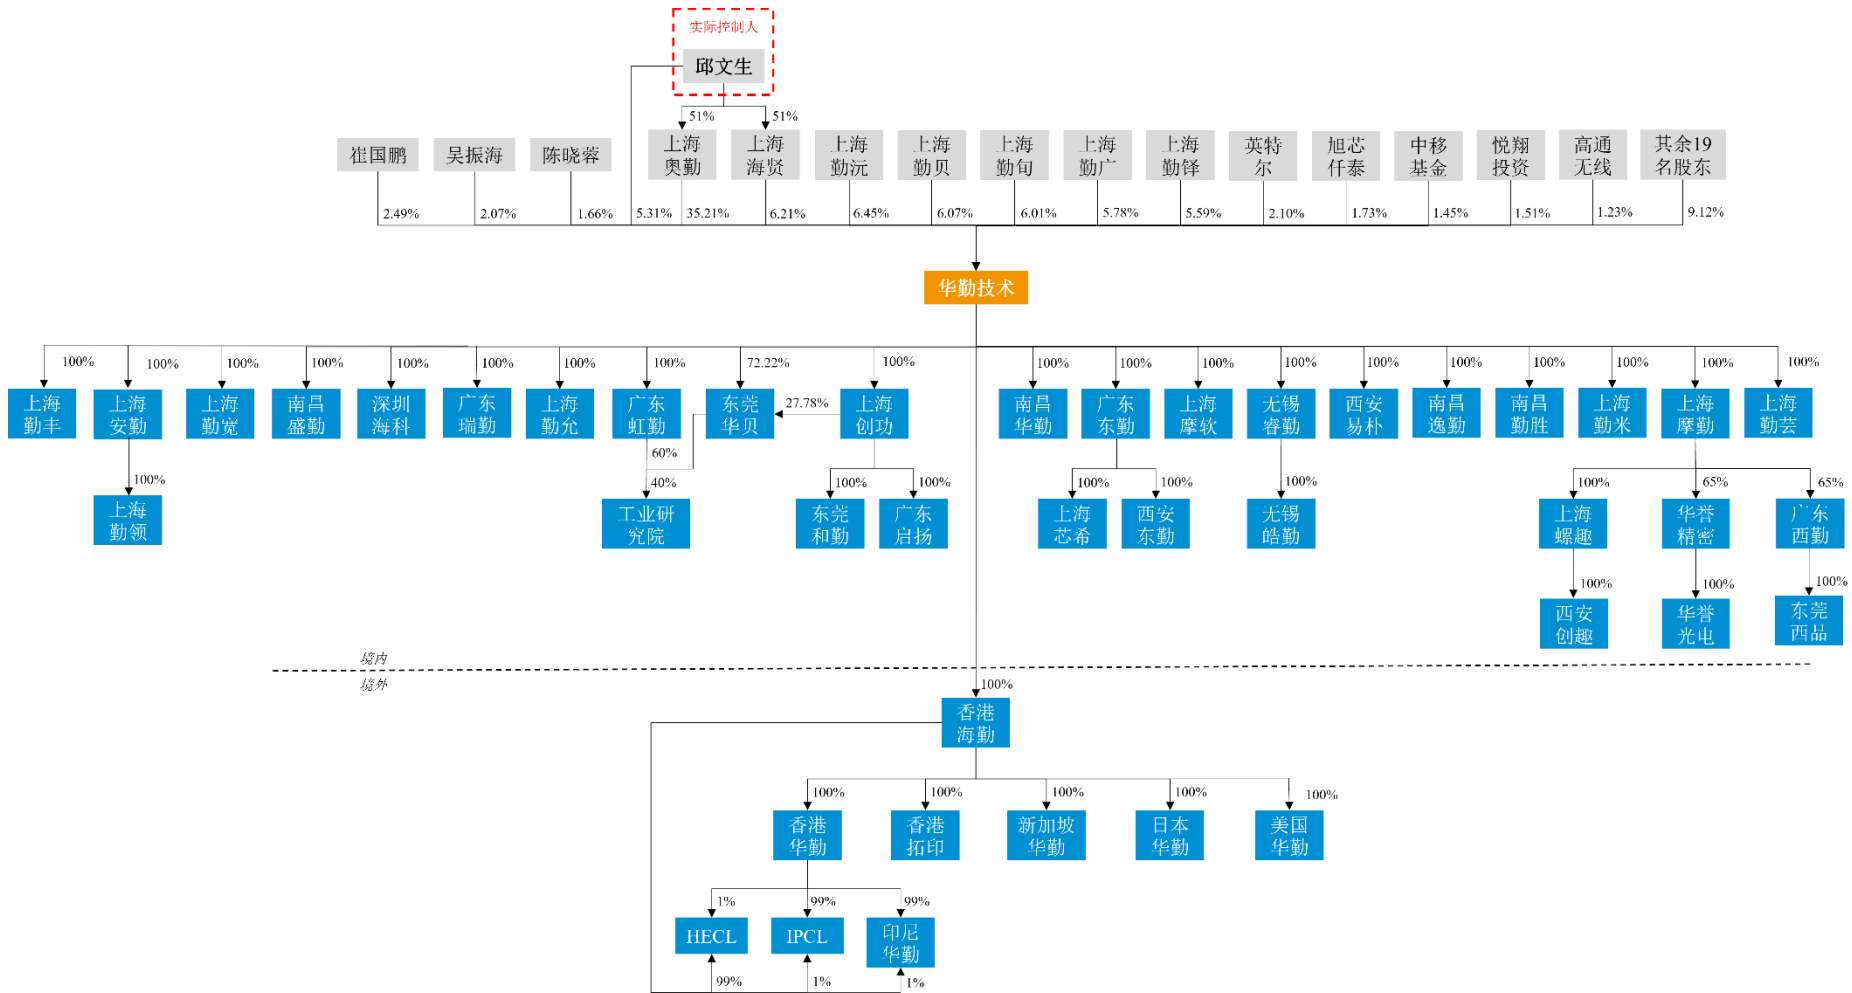 实际控制人
邱文生
51%
51%
崔国鹏
吴振海
陈晓蓉
上海
奥勤
上海
海贤
上海
勤沅
上海
勤贝
上海
勤旬
上海
勤广
上海
勤铎
英特
尔
旭芯
仟泰
中移
基金
悦翔
投资
高通
无线
其余19
名股东
2.49%
2.07%
1.66%
5.31%
35.21%
6.21%
6.45%
6.07%
6.01%
5.78%
5.59%
2.10%
1.73%
1.45%
1.51%
1.23%
9.12%
华勤技术
100%
100%
100%
100%
100%
100%
100%
100%
72.22%
100%
100%
100%
100%
100%
100%
100%
100%
100%
100%
100%
上海
勤丰
上海
安勤
上海
勤宽
南昌
盛勤
深圳
海科
广东
瑞勤
上海
勤允
广东
虹勤
东莞
华贝
27.78%
上海
创功
南昌
华勤
广东
东勤
上海
摩软
无锡
睿勤
西安
易朴
南昌
逸勤
南昌
勤胜
上海
勤米
上海
摩勤
上海
勤芸
100%
60%
40%
100%
100%
100%
100%
100%
100%
65%
65%
上海
勤领
工业研
究院
东莞
和勤
广东
启扬
上海
芯希
西安
东勤
无锡
皓勤
上海
螺趣
华誉
精密
广东
西勤
100%
100%
100%
西安
创趣
华誉
光电
东莞
西品
境内
境外
100%
香港
海勤
100%
100%
100%
100%
100%
香港
华勤
香港
拓印
新加坡
华勤
日本
华勤
美国
华勤
1%
99%
99%
HECL
IPCL
印尼
华勤
99%
1%
1%